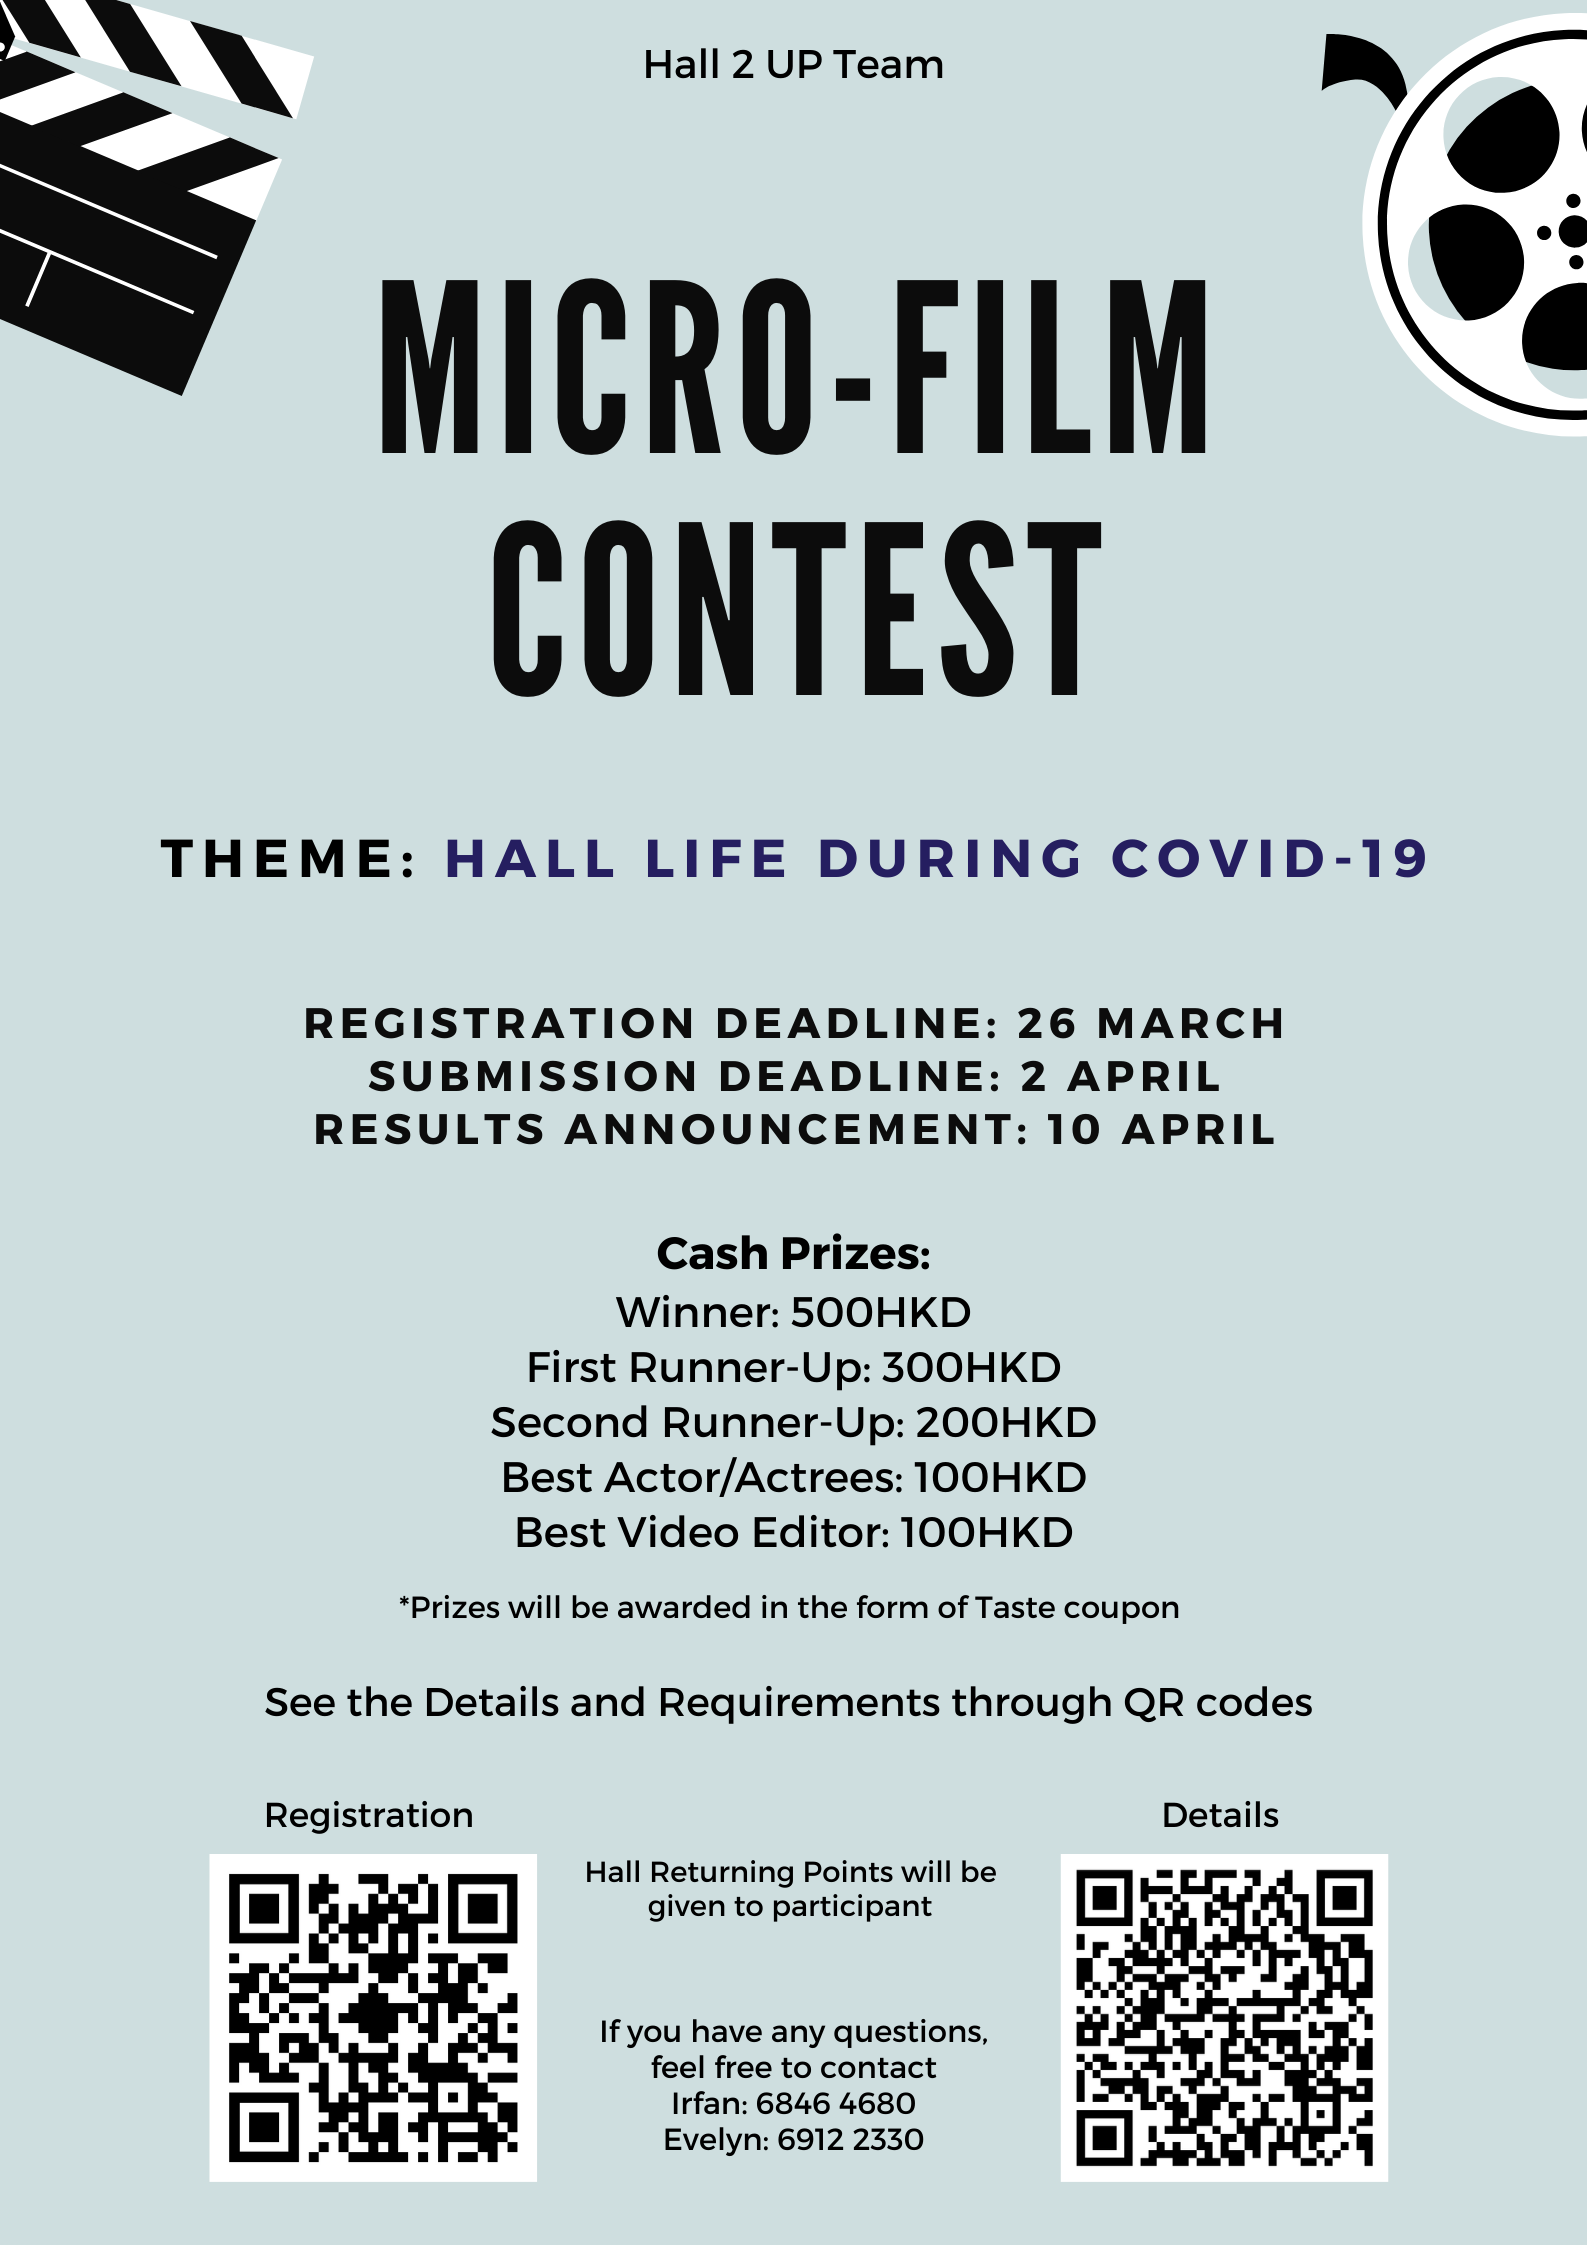 Hall 2 UP Team
MICRO-FILM
CONTEST
THEME: HALL LIFE DURING COVID-19
REGISTRATION DEADLINE: 26 MARCH
SUBMISSION DEADLINE: 2 APRIL
RESULTS ANNOUNCEMENT: 10 APRIL
Cash Prizes:
Winner: 500HKD
First Runner-Up: 300HKD
Second Runner-Up: 200HKD
Best Actor/Actrees: 100HKD
Best Video Editor: 100HKD
*Prizes will be awarded in the form of Taste coupon
See the Details and Requirements through QR codes
Registration
Details
Hall Returning Points will be
given to participant
If you have any questions,
feel free to contact
Irfan: 6846 4680
Evelyn: 6912 2330